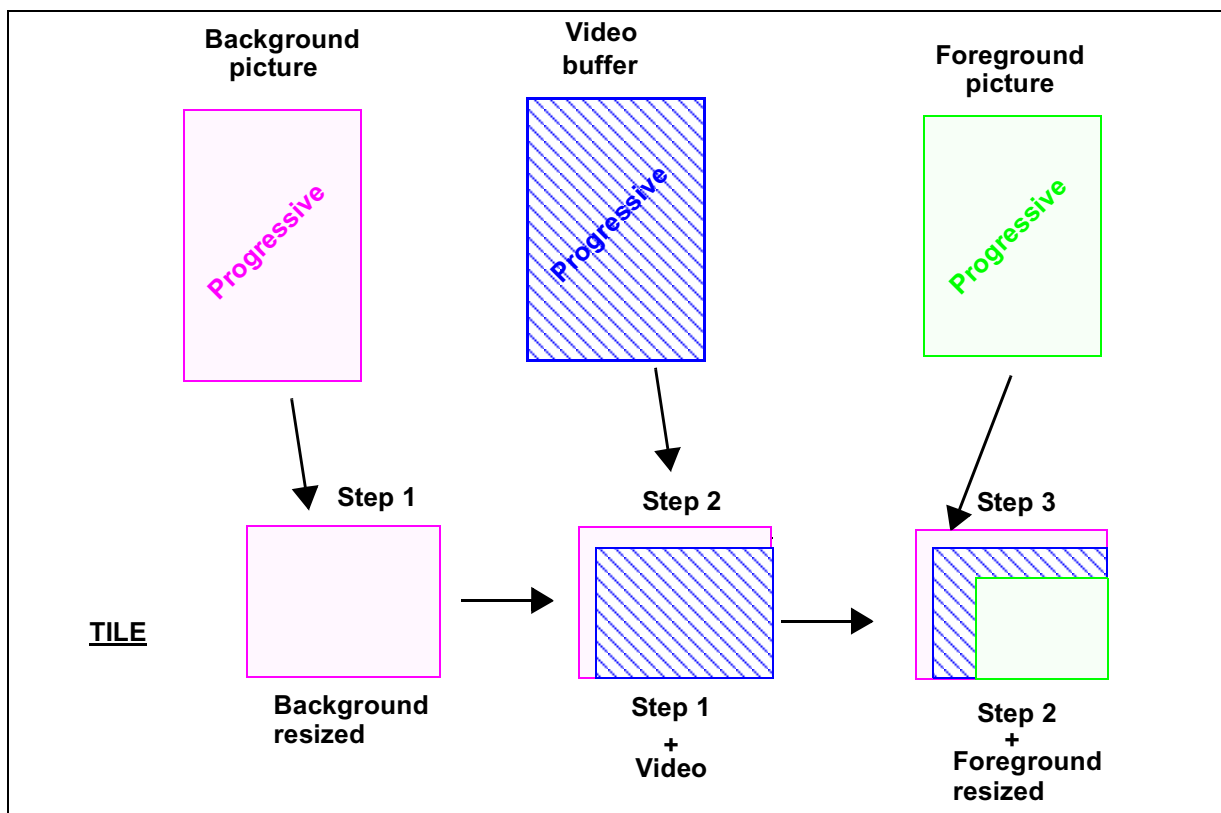 Background
picture
Video
buffer
Foreground
picture
Progressive
Progressive
Progressive
Step 1
Step 2
Step 3
TILE
Background
resized
Step 1
+
Video
Step 2
+
Foreground
resized